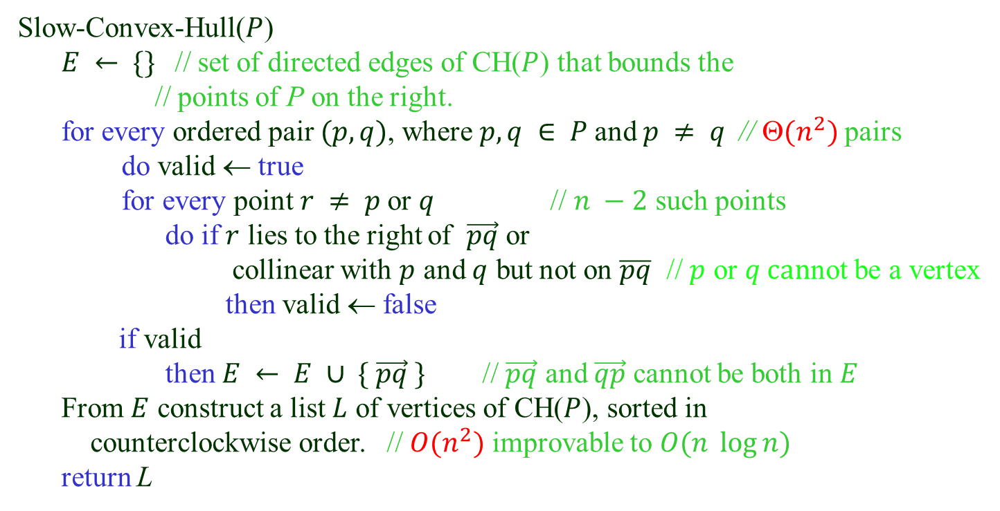 Slow-Convex-Hull(P)
E ← {} // set of directed edges of CH(P) that bounds the
// points of P on the right.
for every ordered pair (p, q), where p, q ∈ P and p ≠ q // Θ(n²) pairs
do valid ← true
for every point r ≠ p or q // n − 2 such points
do if r lies to the right of p͞q⃗ or
collinear with p and q but not on p̅q̅ // p or q cannot be a vertex
then valid ← false
if valid
then E ← E ∪ { p͞q⃗ } // p͞q⃗ and q͞p⃗ cannot be both in E
From E construct a list L of vertices of CH(P), sorted in
counterclockwise order. // O(n²) improvable to O(n log n)
return L